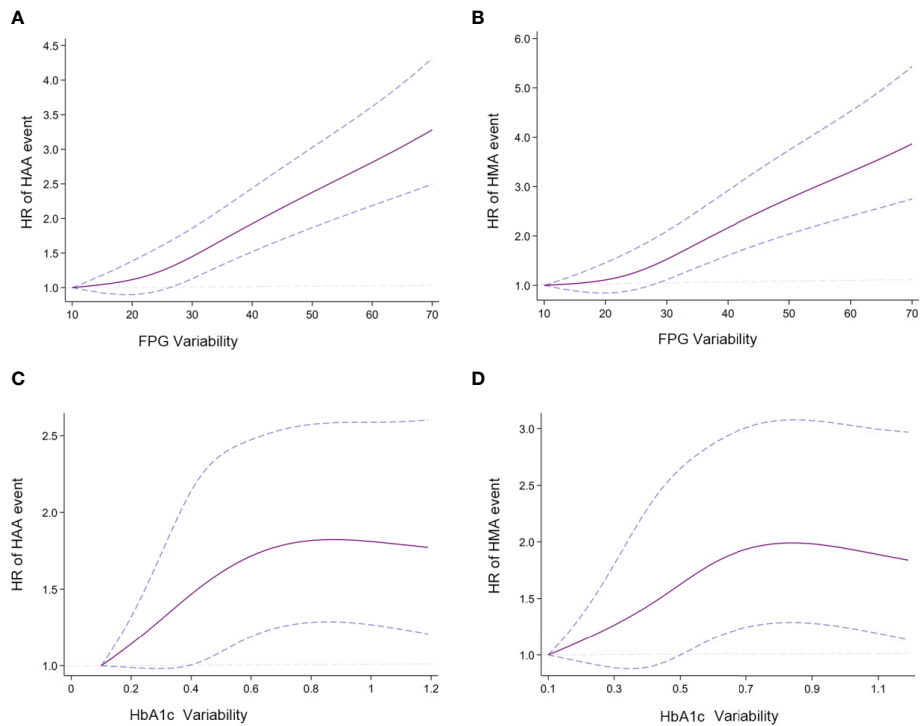 A
HR of HAA event
4.5
4.0
3.5
3.0
2.5
2.0
1.5
1.0
10 20 30 40 50 60 70
FPG Variability
B
HR of HMA event
6.0
5.0
4.0
3.0
2.0
1.0
10 20 30 40 50 60 70
FPG Variability
C
HR of HAA event
2.5
2.0
1.5
1.0
0 0.2 0.4 0.6 0.8 1 1.2
HbA1c Variability
D
HR of HMA event
3.0
2.5
2.0
1.5
1.0
0.1 0.3 0.5 0.7 0.9 1.1
HbA1c Variability